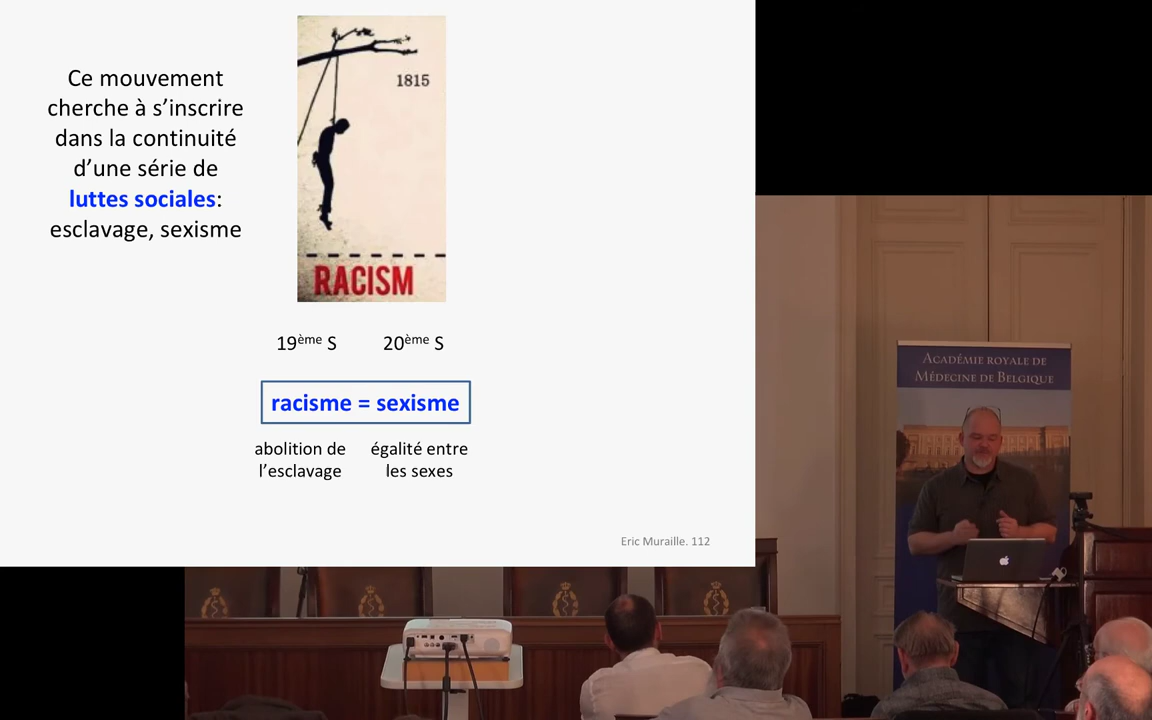 Ce mouvement
cherche à s’inscrire
dans la continuité
d’une série de
luttes sociales:
esclavage, sexisme
1815
RACISM
19ème S 20ème S
racisme = sexisme
abolition de
l’esclavage
égalité entre
les sexes
Eric Muraille. 112
ACADÉMIE ROYALE DE
MÉDECINE DE BELGIQUE